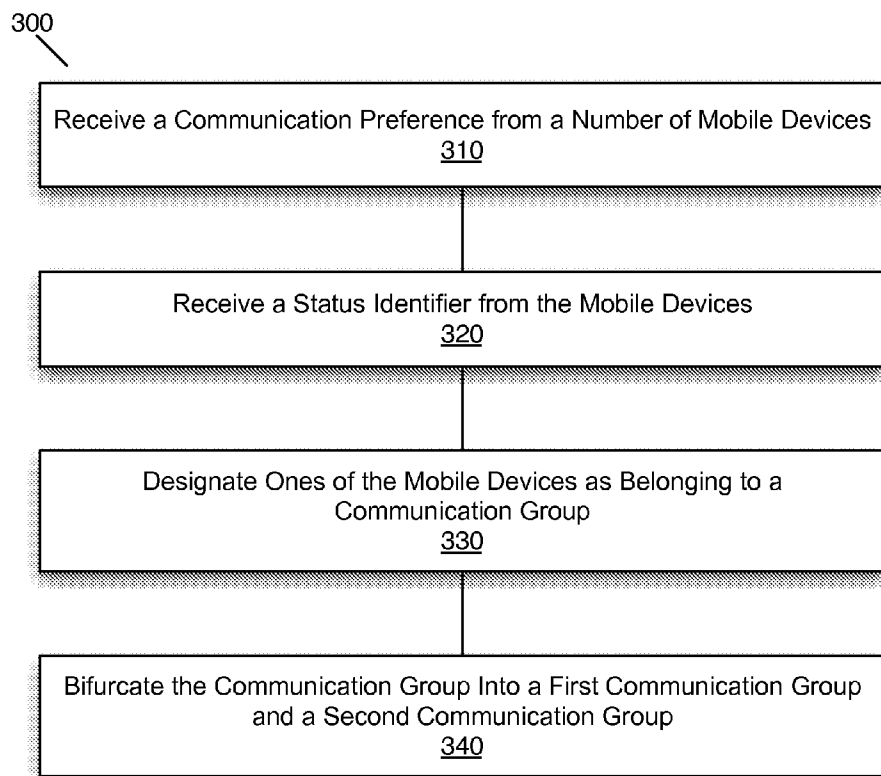 300
Receive a Communication Preference from a Number of Mobile Devices
310
Receive a Status Identifier from the Mobile Devices
320
Designate Ones of the Mobile Devices as Belonging to a
Communication Group
330
Bifurcate the Communication Group Into a First Communication Group
and a Second Communication Group
340